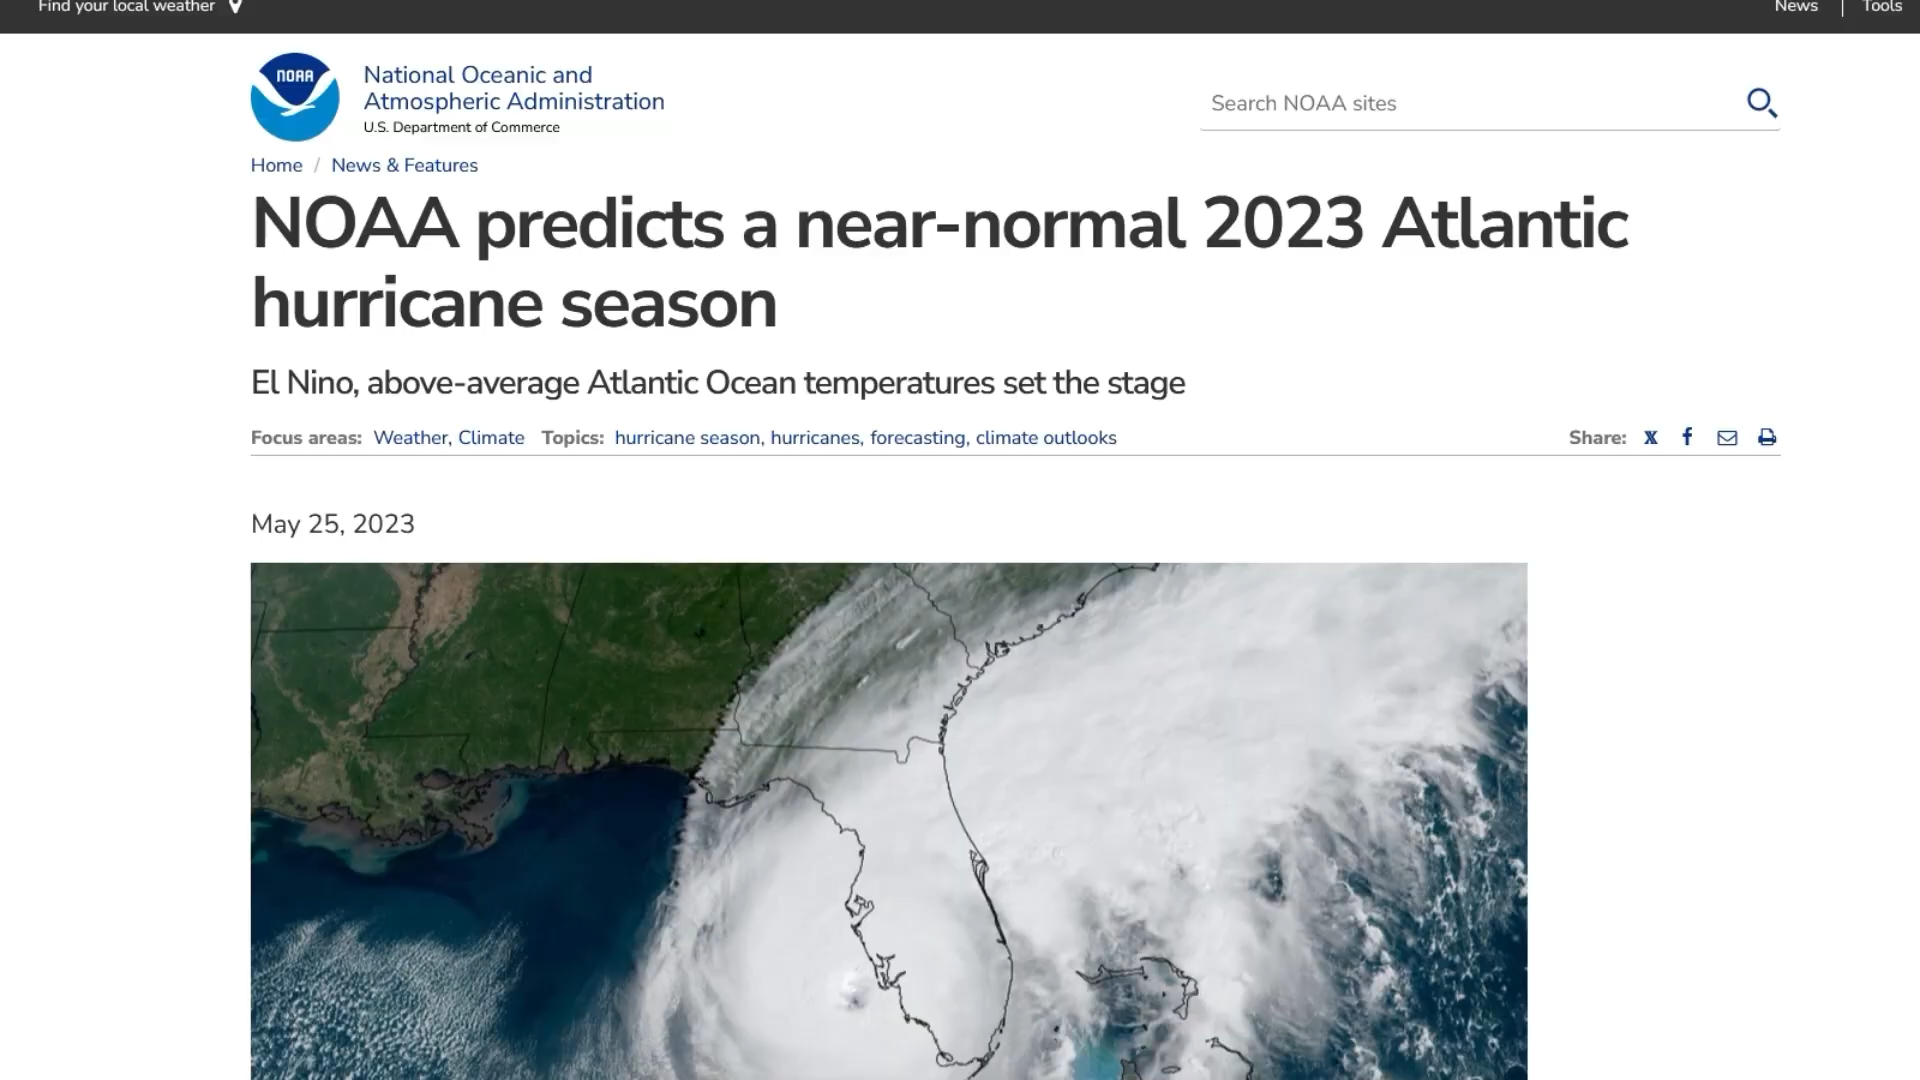 Find your local weather
News | Tools
NOAA
National Oceanic and
Atmospheric Administration
U.S. Department of Commerce
Search NOAA sites
Home / News & Features
NOAA predicts a near-normal 2023 Atlantic
hurricane season
El Nino, above-average Atlantic Ocean temperatures set the stage
Focus areas: Weather, Climate Topics: hurricane season, hurricanes, forecasting, climate outlooks
Share: X f
May 25, 2023